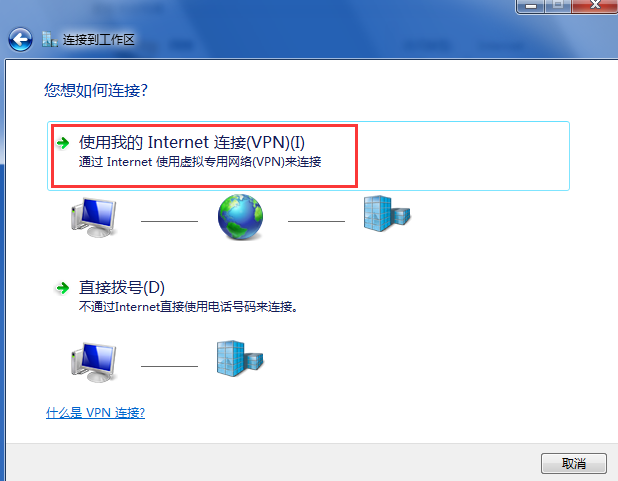 连接到工作区
您想如何连接?
使用我的 Internet 连接(VPN)(I)
通过 Internet 使用虚拟专用网络(VPN)来连接
直接拨号(D)
不通过Internet直接使用电话号码来连接。
什么是 VPN 连接?
取消